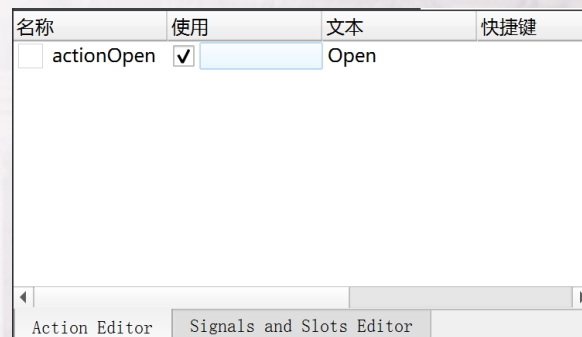 名称 使用 文本 快捷键
actionOpen Open
Action Editor Signals and Slots Editor